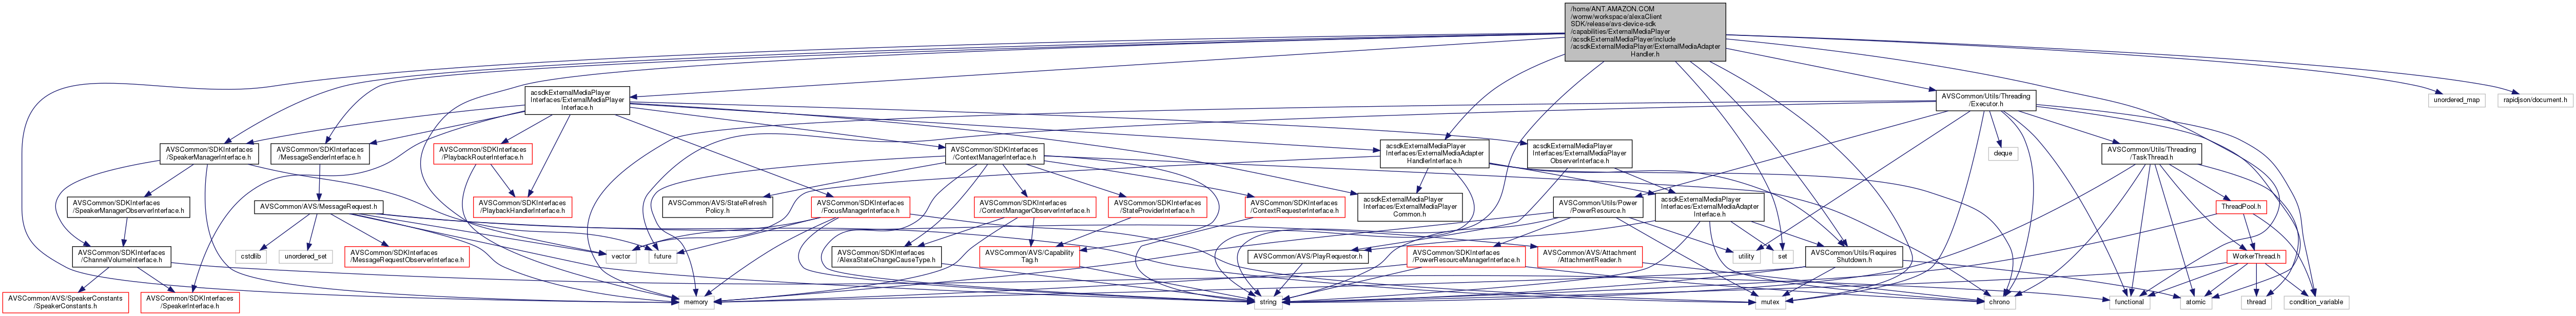 /home/ANT.AMAZON.COM
/womw/workspace/alexaClient
SDK/release/avs-device-sdk
/capabilities/ExternalMediaPlayer
/acsdkExternalMediaPlayer/include
/acsdkExternalMediaPlayer/ExternalMediaAdapter
Handler.h
acsdkExternalMediaPlayer
Interfaces/ExternalMediaPlayer
Interface.h
AVSCommon/Utils/Threading
/Executor.h
unordered_map
rapidjson/document.h
AVSCommon/SDKInterfaces
/SpeakerManagerInterface.h
AVSCommon/SDKInterfaces
/MessageSenderInterface.h
AVSCommon/SDKInterfaces
/PlaybackRouterInterface.h
AVSCommon/SDKInterfaces
/ContextManagerInterface.h
acsdkExternalMediaPlayer
Interfaces/ExternalMediaAdapter
HandlerInterface.h
acsdkExternalMediaPlayer
Interfaces/ExternalMediaPlayer
ObserverInterface.h
deque
AVSCommon/Utils/Threading
/TaskThread.h
AVSCommon/SDKInterfaces
/SpeakerManagerObserverInterface.h
AVSCommon/AVS/MessageRequest.h
AVSCommon/SDKInterfaces
/PlaybackHandlerInterface.h
AVSCommon/AVS/StateRefresh
Policy.h
AVSCommon/SDKInterfaces
/FocusManagerInterface.h
AVSCommon/SDKInterfaces
/ContextManagerObserverInterface.h
AVSCommon/SDKInterfaces
/StateProviderInterface.h
AVSCommon/SDKInterfaces
/ContextRequesterInterface.h
acsdkExternalMediaPlayer
Interfaces/ExternalMediaPlayer
Common.h
AVSCommon/Utils/Power
/PowerResource.h
acsdkExternalMediaPlayer
Interfaces/ExternalMediaAdapter
Interface.h
ThreadPool.h
AVSCommon/SDKInterfaces
/ChannelVolumeInterface.h
cstdlib
unordered_set
AVSCommon/SDKInterfaces
/MessageRequestObserverInterface.h
vector
future
AVSCommon/SDKInterfaces
/AlexaStateChangeCauseType.h
AVSCommon/AVS/Capability
Tag.h
AVSCommon/AVS/PlayRequestor.h
AVSCommon/SDKInterfaces
/PowerResourceManagerInterface.h
AVSCommon/AVS/Attachment
/AttachmentReader.h
utility
set
AVSCommon/Utils/Requires
Shutdown.h
WorkerThread.h
AVSCommon/AVS/SpeakerConstants
/SpeakerConstants.h
AVSCommon/SDKInterfaces
/SpeakerInterface.h
memory
string
mutex
chrono
functional
atomic
thread
condition_variable